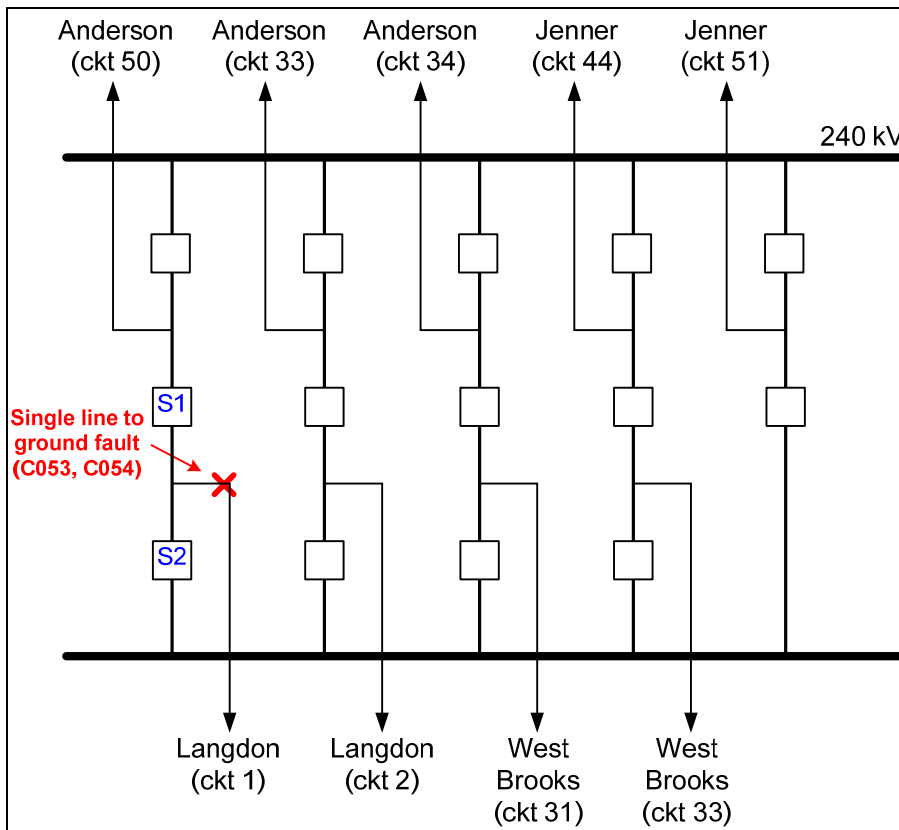 Anderson
(ckt 50)
Anderson
(ckt 33)
Anderson
(ckt 34)
Jenner
(ckt 44)
Jenner
(ckt 51)
240 kV
S1
Single line to
ground fault
(C053, C054)
S2
Langdon
(ckt 1)
Langdon
(ckt 2)
West
Brooks
(ckt 31)
West
Brooks
(ckt 33)